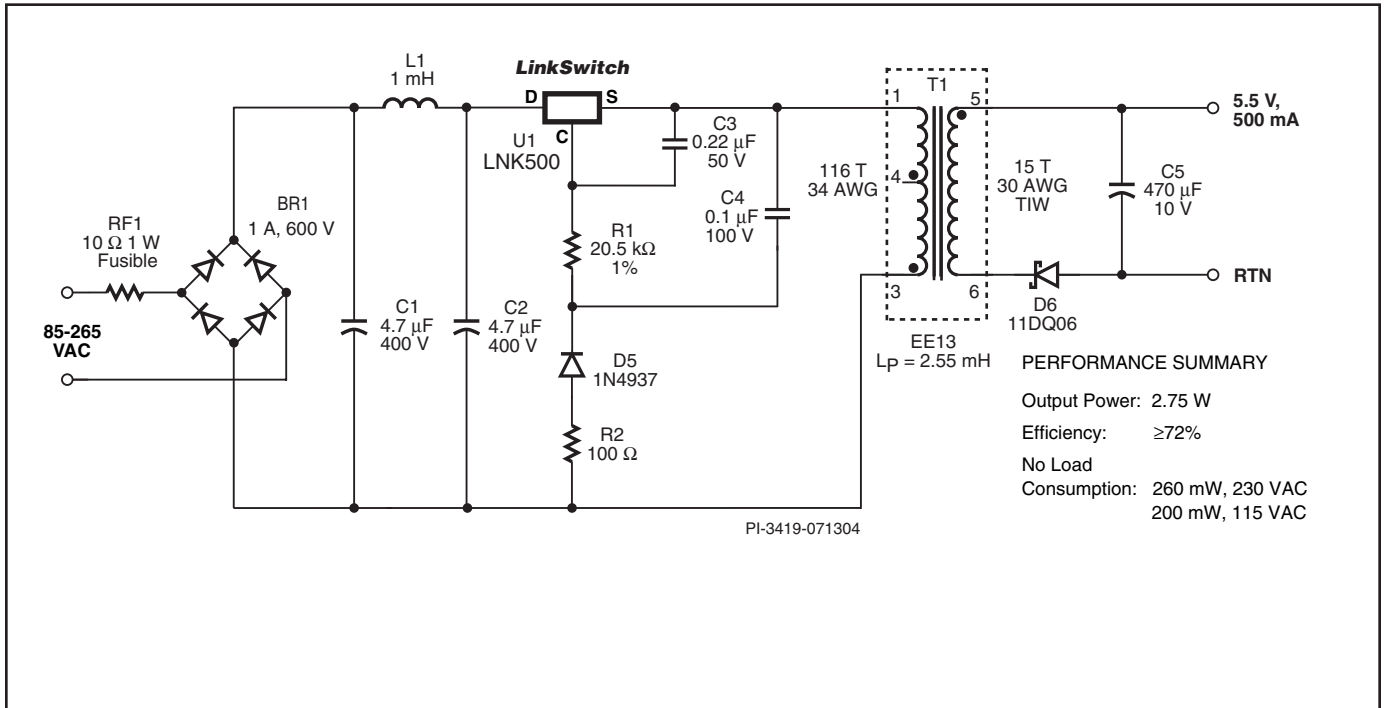 L1
1 mH
LinkSwitch
D
S
C
U1
LNK500
C3
0.22 µF
50 V
C4
0.1 µF
100 V
R1
20.5 kΩ
1%
D5
1N4937
R2
100 Ω
RF1
10 Ω 1 W
Fusible
BR1
1 A, 600 V
85-265
VAC
C1
4.7 µF
400 V
C2
4.7 µF
400 V
T1
1
5
116 T
34 AWG
4
15 T
30 AWG
TIW
3
6
EE13
LP = 2.55 mH
C5
470 µF
10 V
5.5 V,
500 mA
RTN
D6
11DQ06
PERFORMANCE SUMMARY
Output Power: 2.75 W
Efficiency: ≥72%
No Load
Consumption: 260 mW, 230 VAC
200 mW, 115 VAC
PI-3419-071304